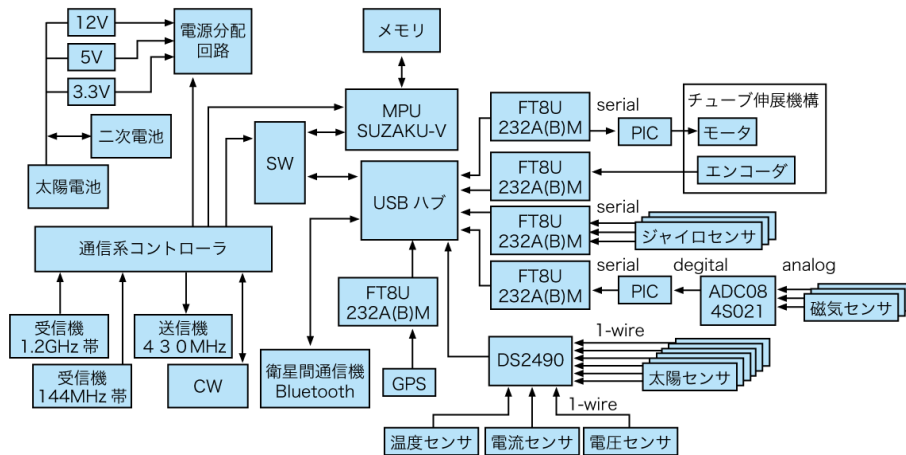 12V
5V
3.3V
電源分配
回路
二次電池
太陽電池
メモリ
MPU
SUZAKU-V
SW
USB ハブ
FT8U
232A(B)M
serial
PIC
チューブ伸展機構
モータ
エンコーダ
FT8U
232A(B)M
FT8U
232A(B)M
serial
ジャイロセンサ
FT8U
232A(B)M
serial
PIC
degital
ADC08
4S021
analog
磁気センサ
通信系コントローラ
受信機
1.2GHz 帯
受信機
144MHz 帯
送信機
４３０MHz
CW
衛星間通信機
Bluetooth
FT8U
232A(B)M
GPS
DS2490
1-wire
太陽センサ
1-wire
温度センサ
電流センサ
電圧センサ